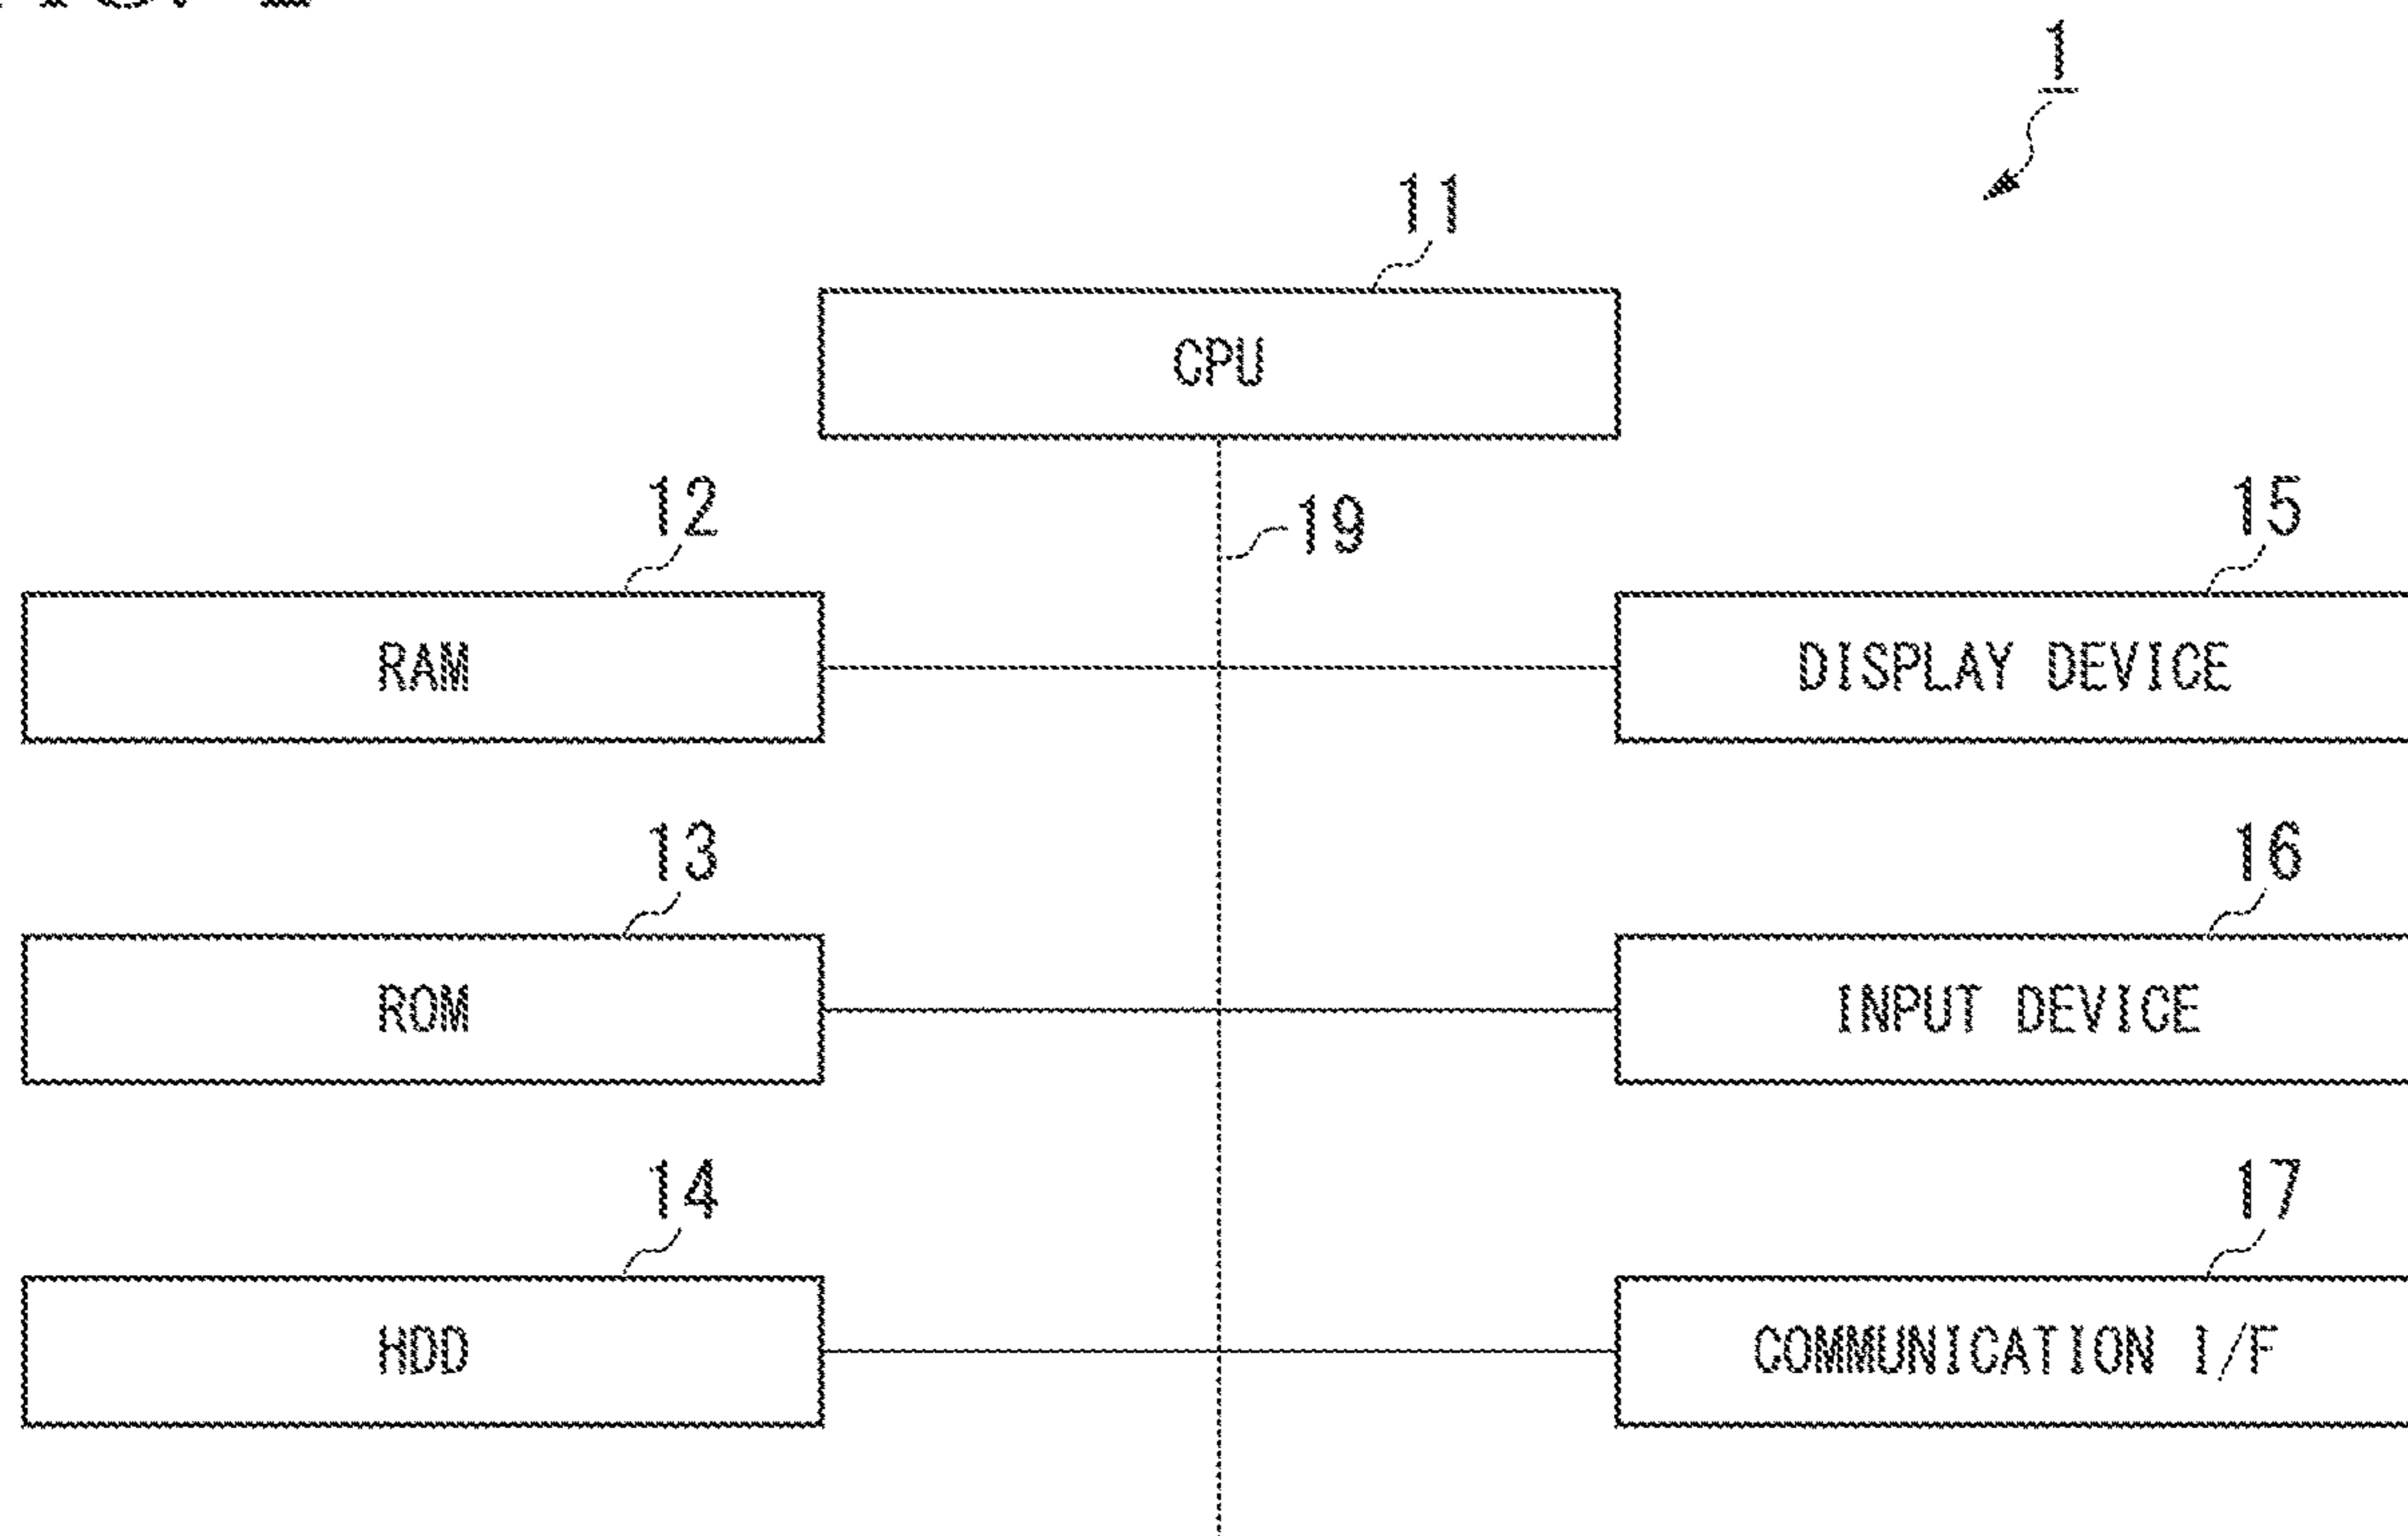 1
11
CPU
12
19
15
RAM
DISPLAY DEVICE
13
16
ROM
INPUT DEVICE
14
17
HDD
COMMUNICATION I/F